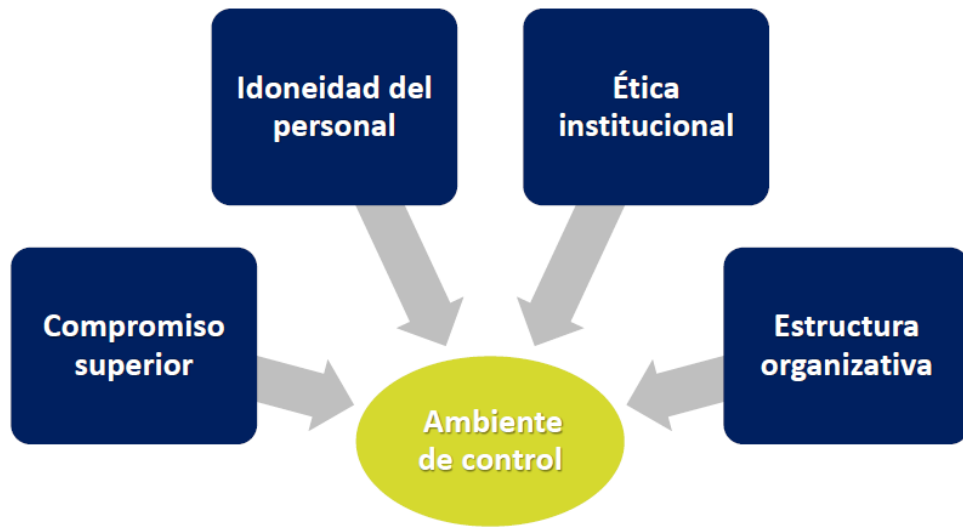 Idoneidad del
personal
Ética
institucional
Compromiso
superior
Estructura
organizativa
Ambiente
de control